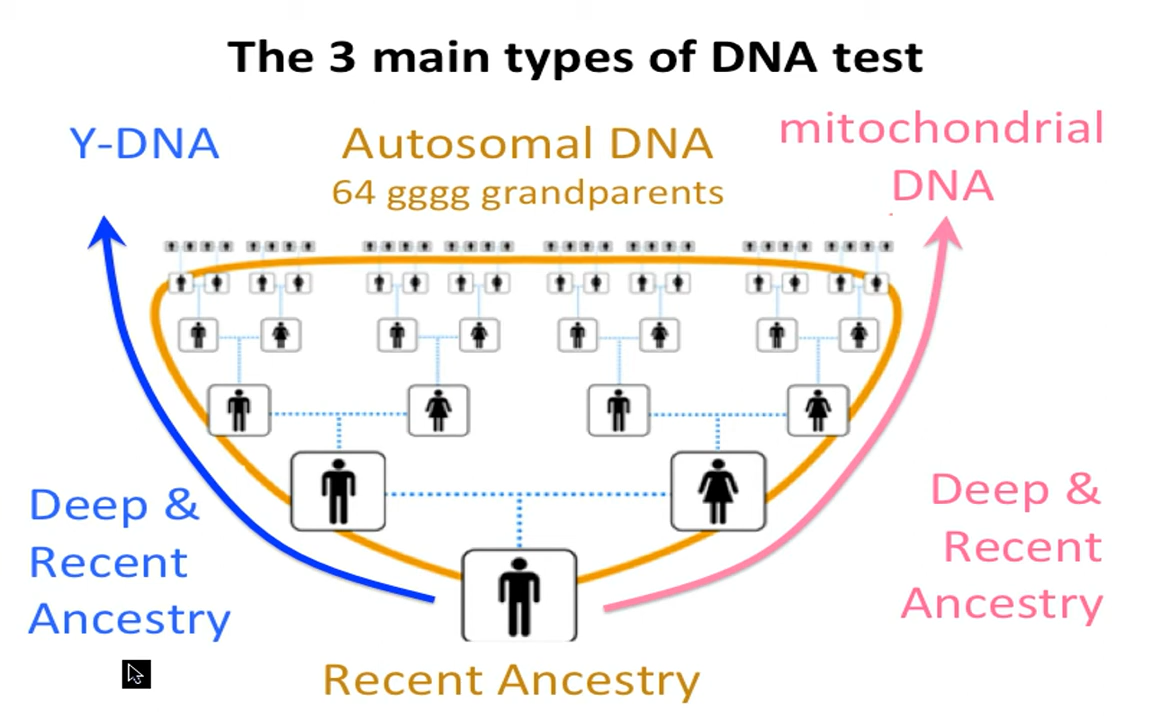 The 3 main types of DNA test
Y-DNA
Autosomal DNA
64 gggg grandparents
mitochondrial
DNA
Deep &
Recent
Ancestry
Deep &
Recent
Ancestry
Recent Ancestry